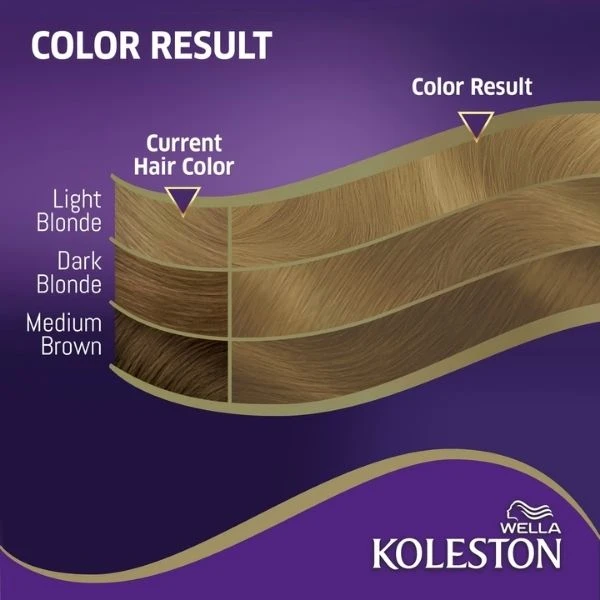 COLOR RESULT
Color Result
Current
Hair Color
Light
Blonde
Dark
Blonde
Medium
Brown
WELLA
KOLESTON